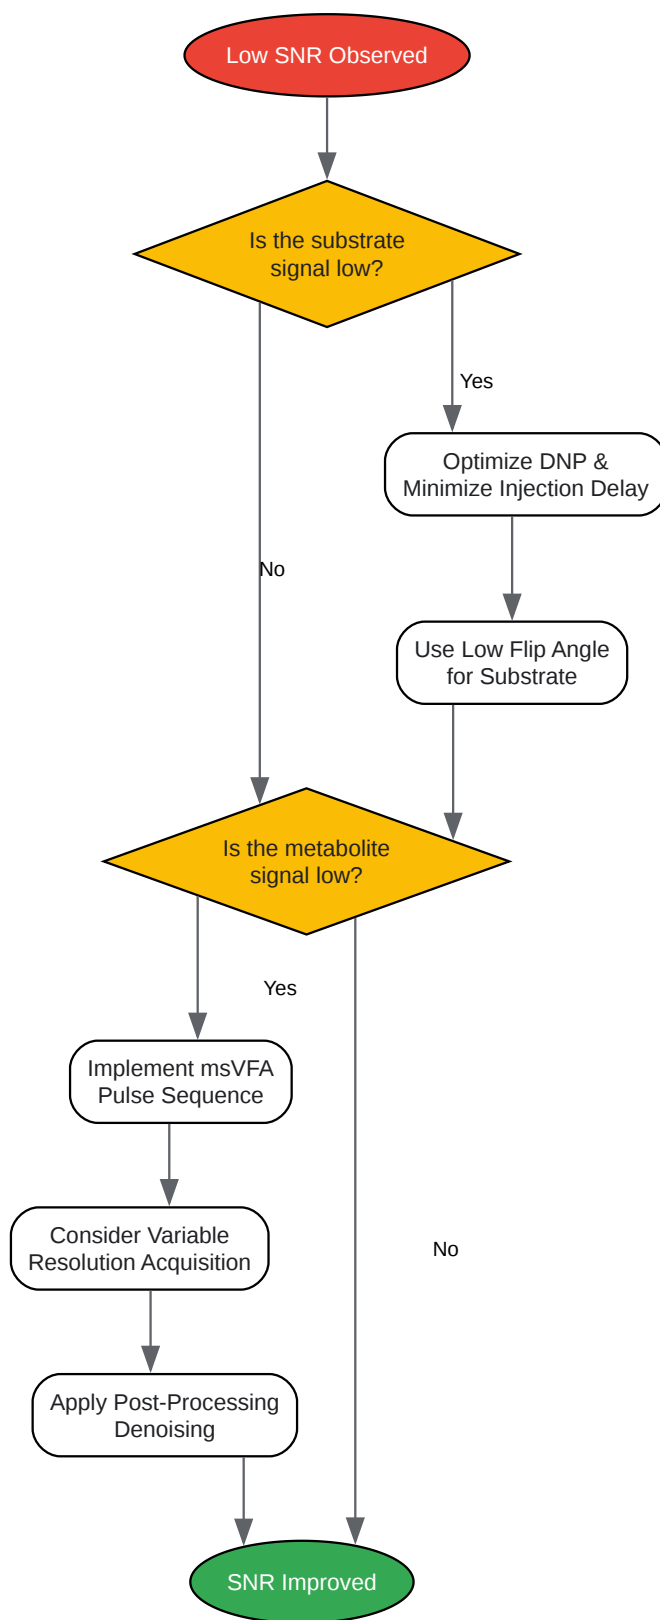 Low SNR Observed
Is the substrate
signal low?
Yes
Optimize DNP &
Minimize Injection Delay
No
Use Low Flip Angle
for Substrate
Is the metabolite
signal low?
Yes
Implement msVFA
Pulse Sequence
Consider Variable
Resolution Acquisition
No
Apply Post-Processing
Denoising
SNR Improved